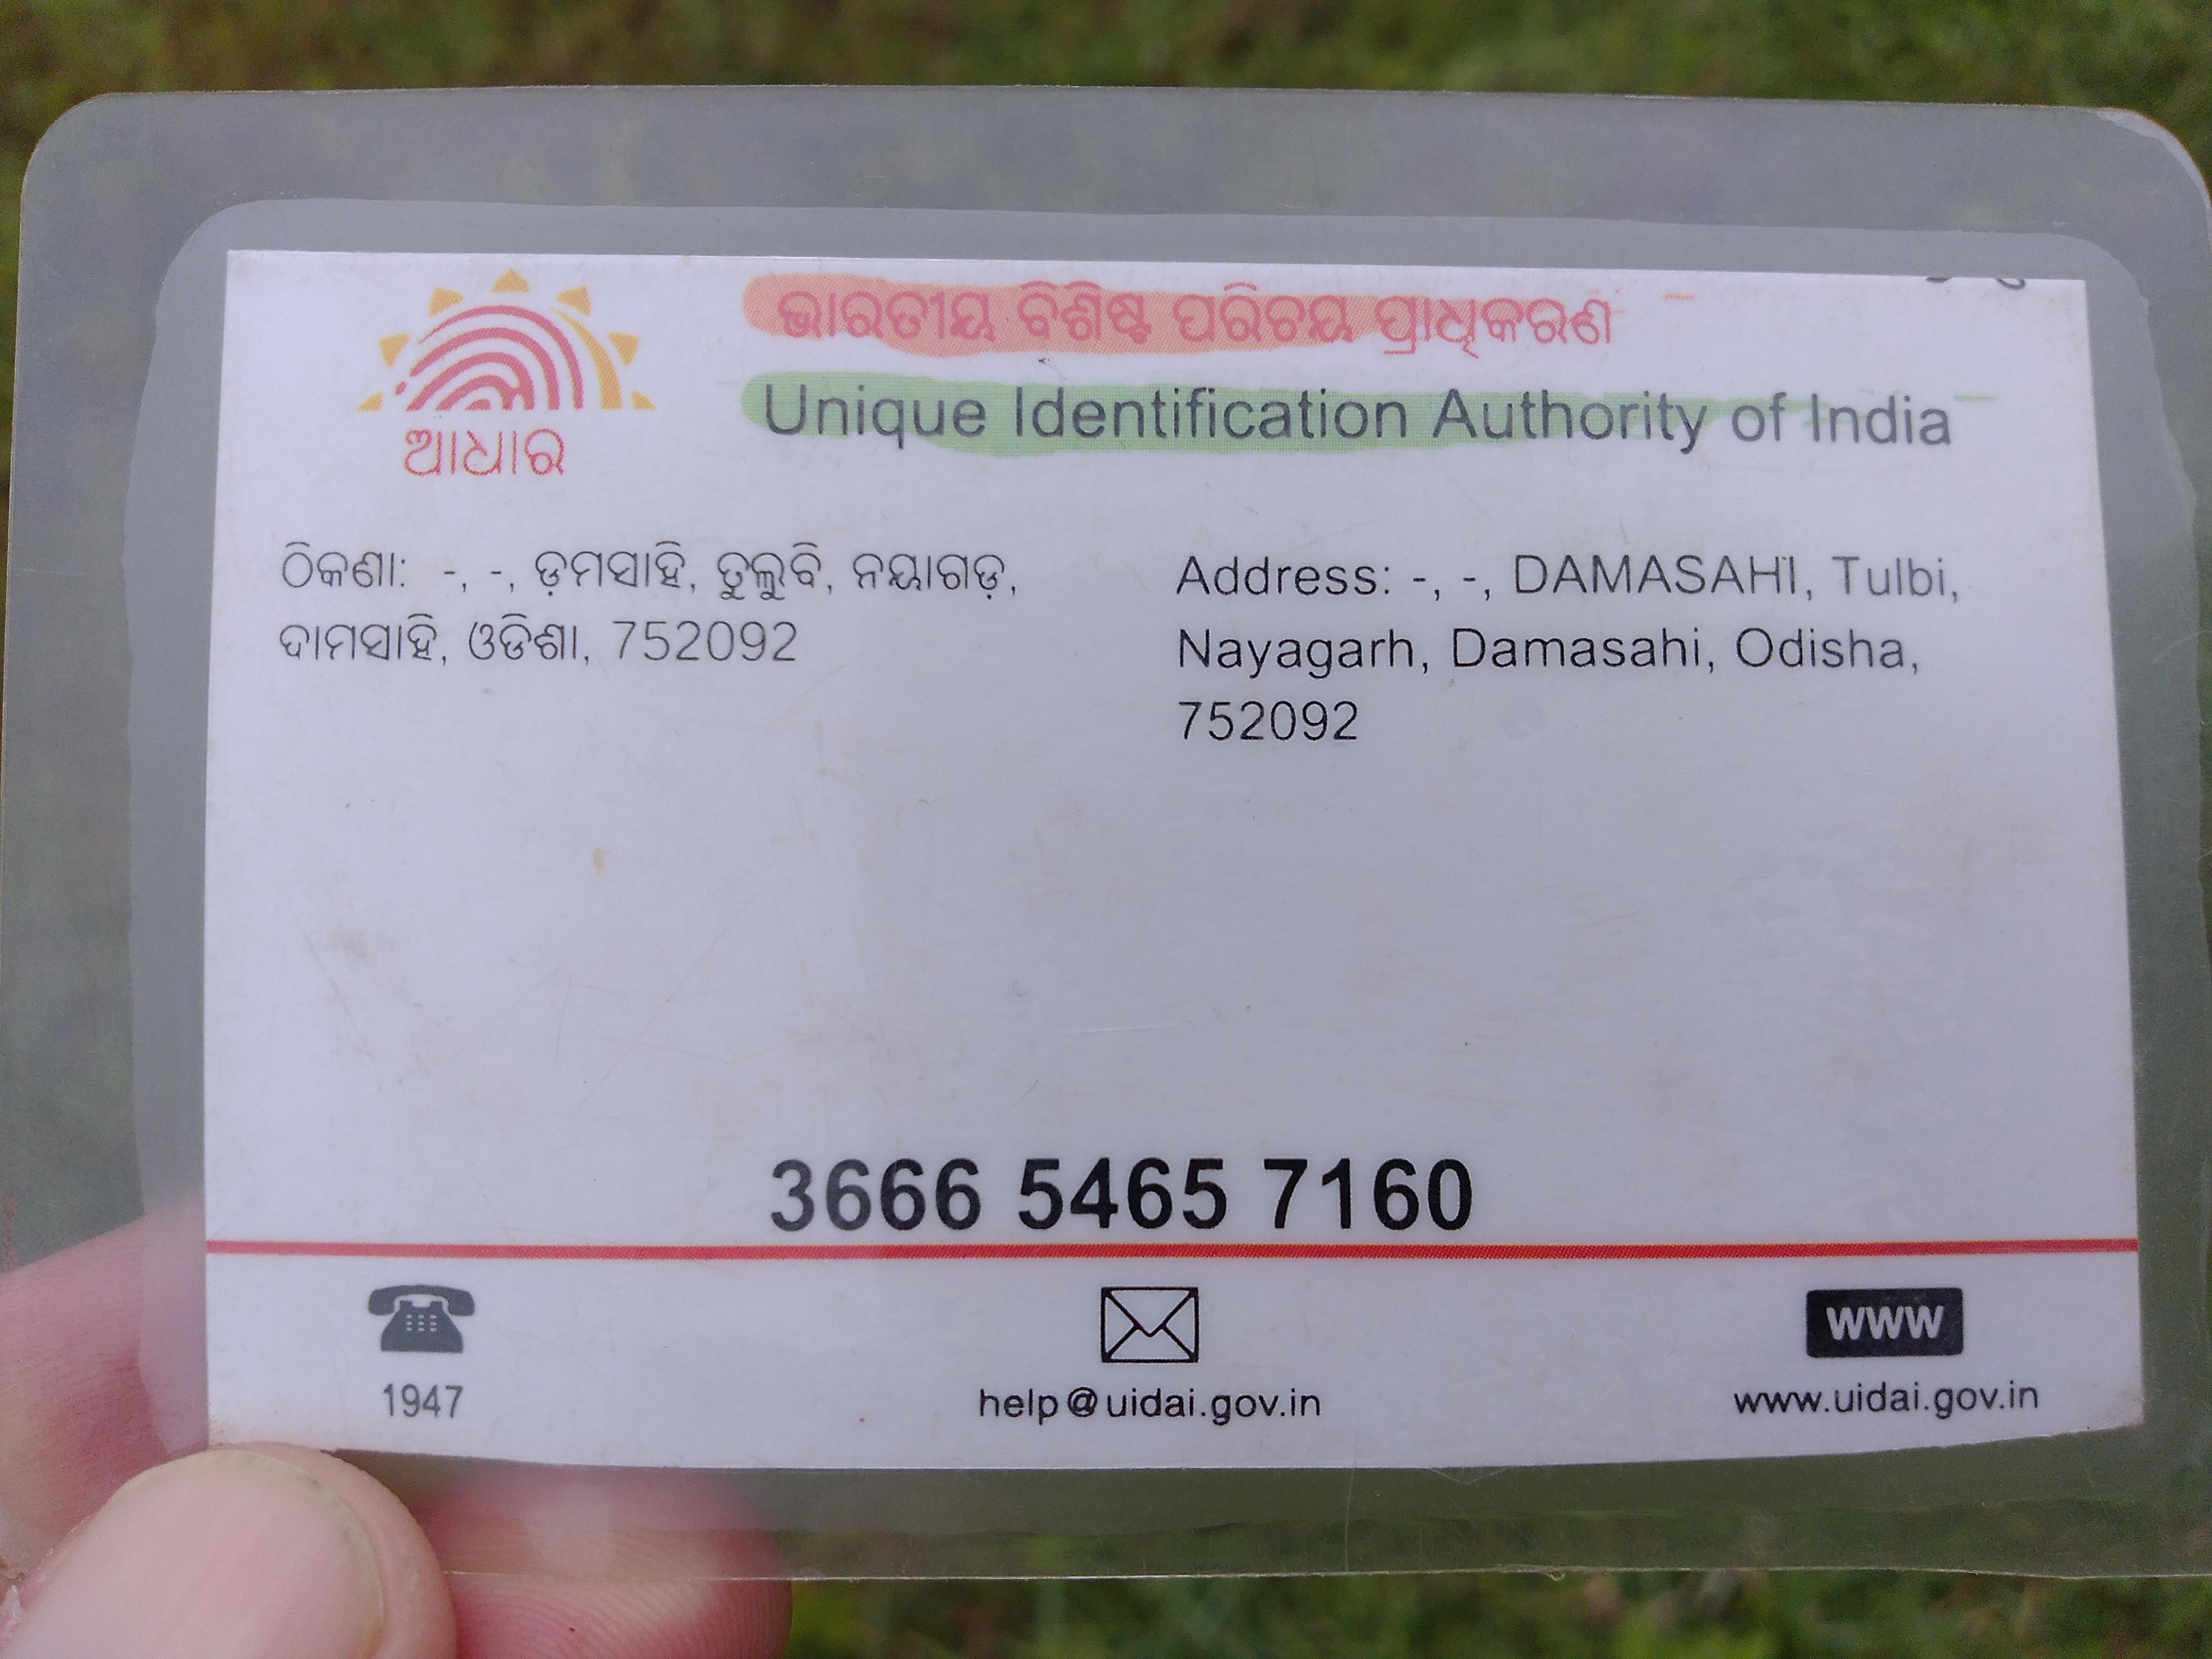 ଭାରତୀୟ ବିଶିଷ୍ଟ ପରିଚୟ ପ୍ରାଧିକରଣ
Unique Identification Authority of India
ଆଧାର
ଠିକଣା: -, -, ଡ଼ମସାହି, ତୁଲୁବି, ନୟାଗଡ଼,
ଦାମସାହି, ଓଡିଶା, 752092
Address: -, -, DAMASAHI, Tulbi,
Nayagarh, Damasahi, Odisha,
752092
3666 5465 7160
WWW
1947
help@uidai.gov.in
www.uidai.gov.in